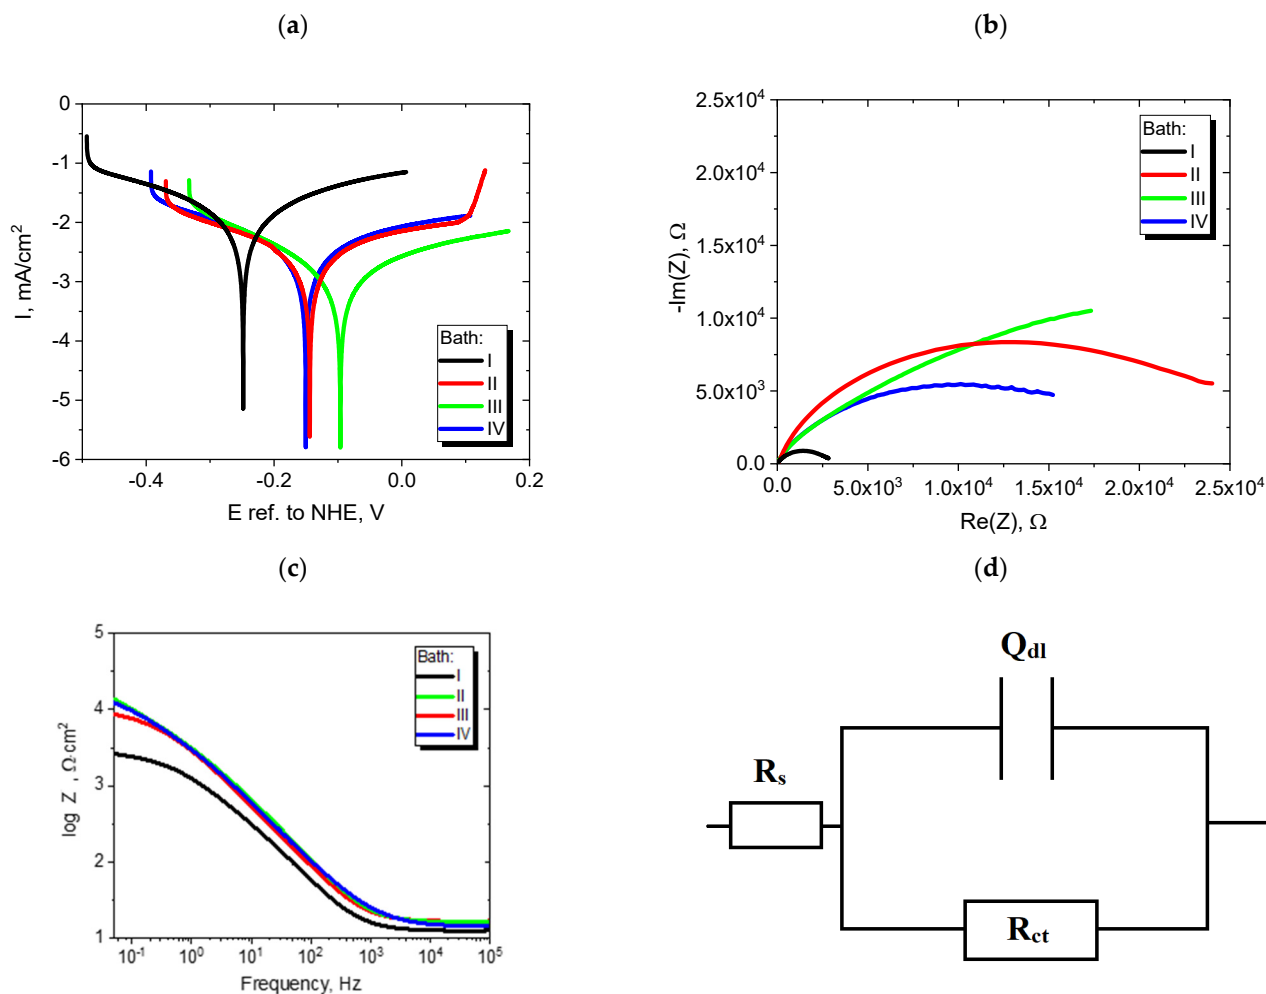 (a)
I, mA/cm²
0
-1
-2
-3
-4
-5
-6
-0.4
-0.2
0.0
0.2
E ref. to NHE, V
Bath:
I
II
III
IV
(b)
-Im(Z), Ω
2.5x10⁴
2.0x10⁴
1.5x10⁴
1.0x10⁴
5.0x10³
0.0
0.0
5.0x10³
1.0x10⁴
1.5x10⁴
2.0x10⁴
2.5x10⁴
Re(Z), Ω
Bath:
I
II
III
IV
(c)
log Z , Ω·cm²
5
4
3
2
1
10⁻¹
10⁰
10¹
10²
10³
10⁴
10⁵
Frequency, Hz
Bath:
I
II
III
IV
(d)
Qdl
Rs
Rct